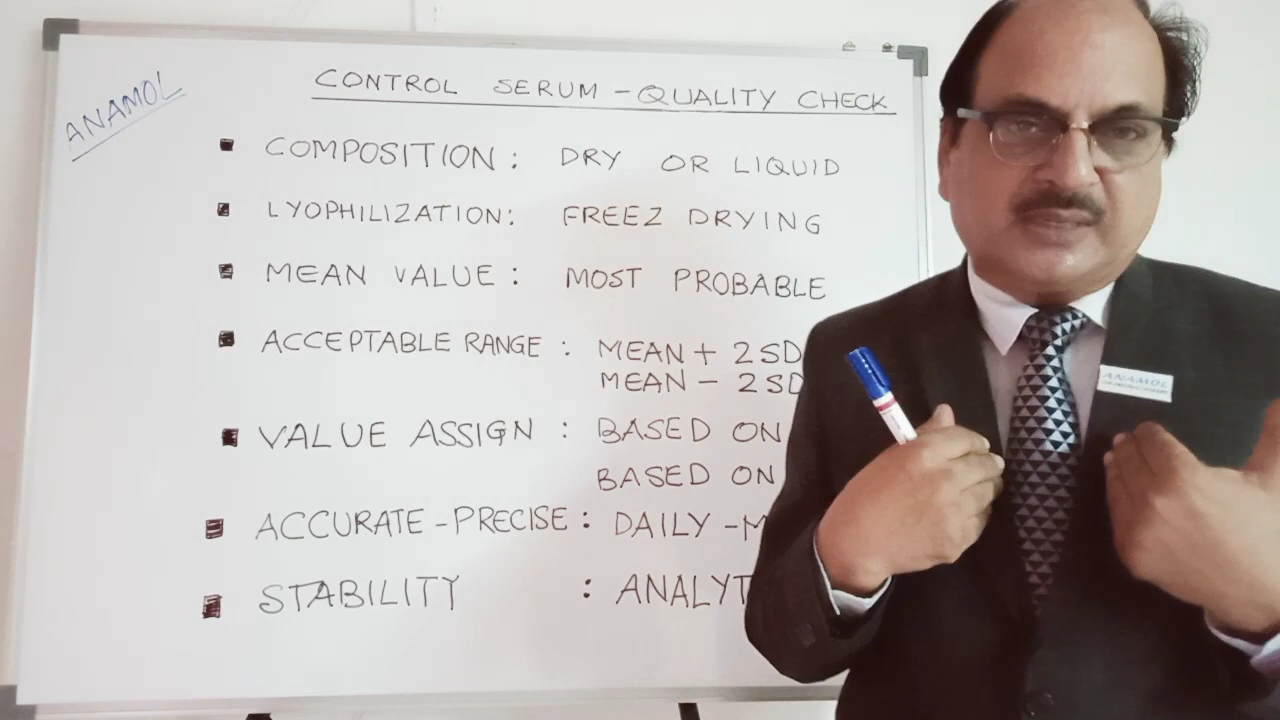 ANAMOL
CONTROL SERUM - QUALITY CHECK
COMPOSITION : DRY OR LIQUID
LYOPHILIZATION: FREEZ DRYING
MEAN VALUE : MOST PROBABLE
ACCEPTABLE RANGE : MEAN + 2SD
MEAN - 2SD
VALUE ASSIGN : BASED ON
BASED ON
ACCURATE - PRECISE : DAILY - M
STABILITY : ANALYT
ANAMOL